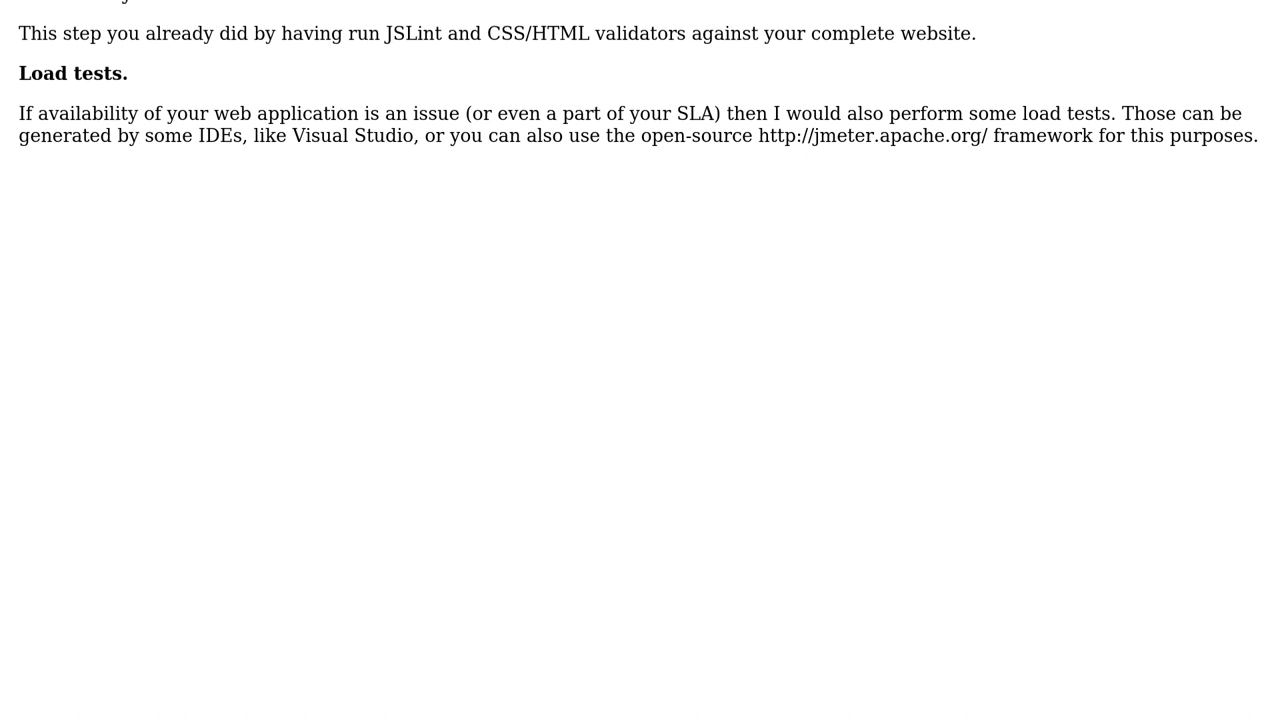 This step you already did by having run JSLint and CSS/HTML validators against your complete website.
Load tests.
If availability of your web application is an issue (or even a part of your SLA) then I would also perform some load tests. Those can be
generated by some IDEs, like Visual Studio, or you can also use the open-source http://jmeter.apache.org/ framework for this purposes.